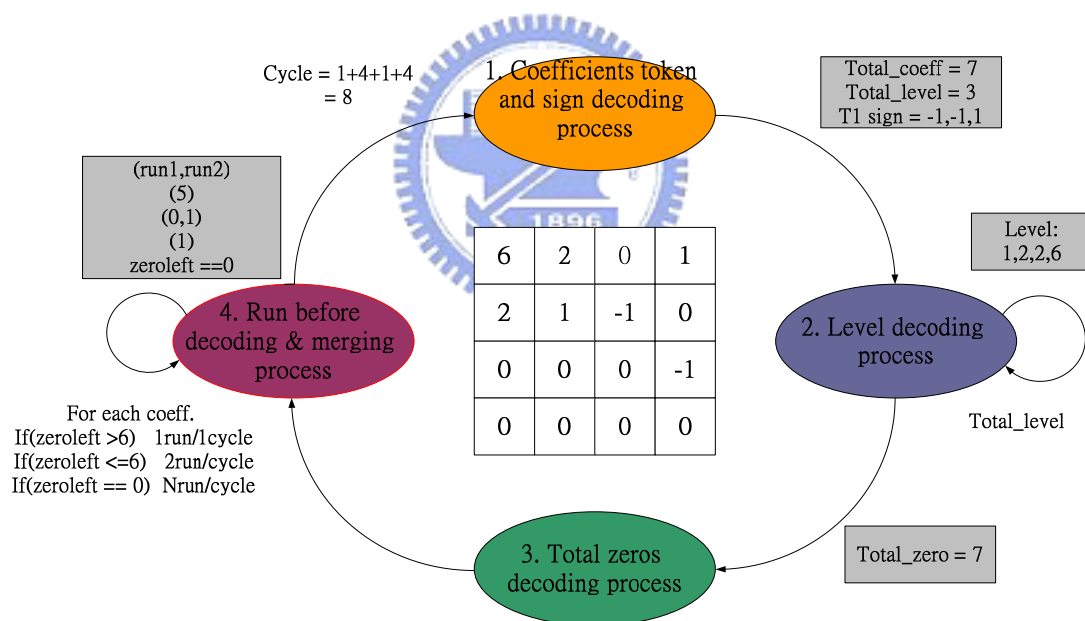 Cycle = 1+4+1+4
= 8
1. Coefficients token
and sign decoding
process
Total_coeff = 7
Total_level = 3
T1 sign = -1,-1,1
(run1,run2)
(5)
(0,1)
(1)
zeroleft ==0
1896
6 2 0 1
2 1 -1 0
0 0 0 -1
0 0 0 0
Level:
1,2,2,6
4. Run before
decoding & merging
process
2. Level decoding
process
For each coeff.
If(zeroleft >6) 1run/1cycle
If(zeroleft <=6) 2run/cycle
If(zeroleft == 0) Nrun/cycle
Total_level
3. Total zeros
decoding process
Total_zero = 7